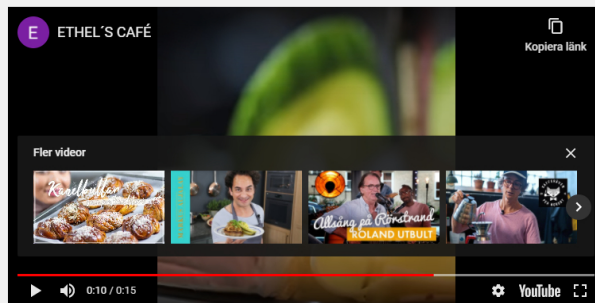 E
ETHEL´S CAFÉ
Kopiera länk
Fler videor
Kanelbullar
Allsång på Rörstrand
ROLAND UTBULT
0:10 / 0:15
YouTube